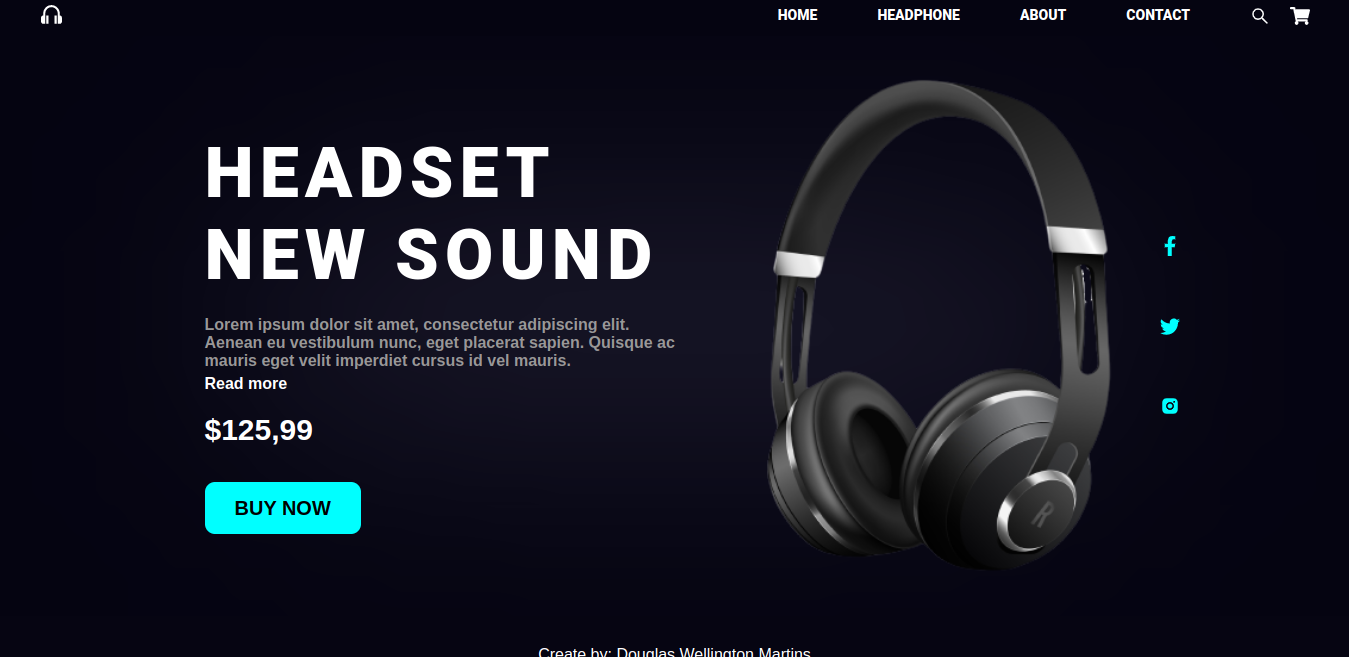 HOME HEADPHONE ABOUT CONTACT
HEADSET
NEW SOUND
Lorem ipsum dolor sit amet, consectetur adipiscing elit.
Aenean eu vestibulum nunc, eget placerat sapien. Quisque ac
mauris eget velit imperdiet cursus id vel mauris.
Read more
$125,99
BUY NOW
R
Create by: Douglas Wellington Martins